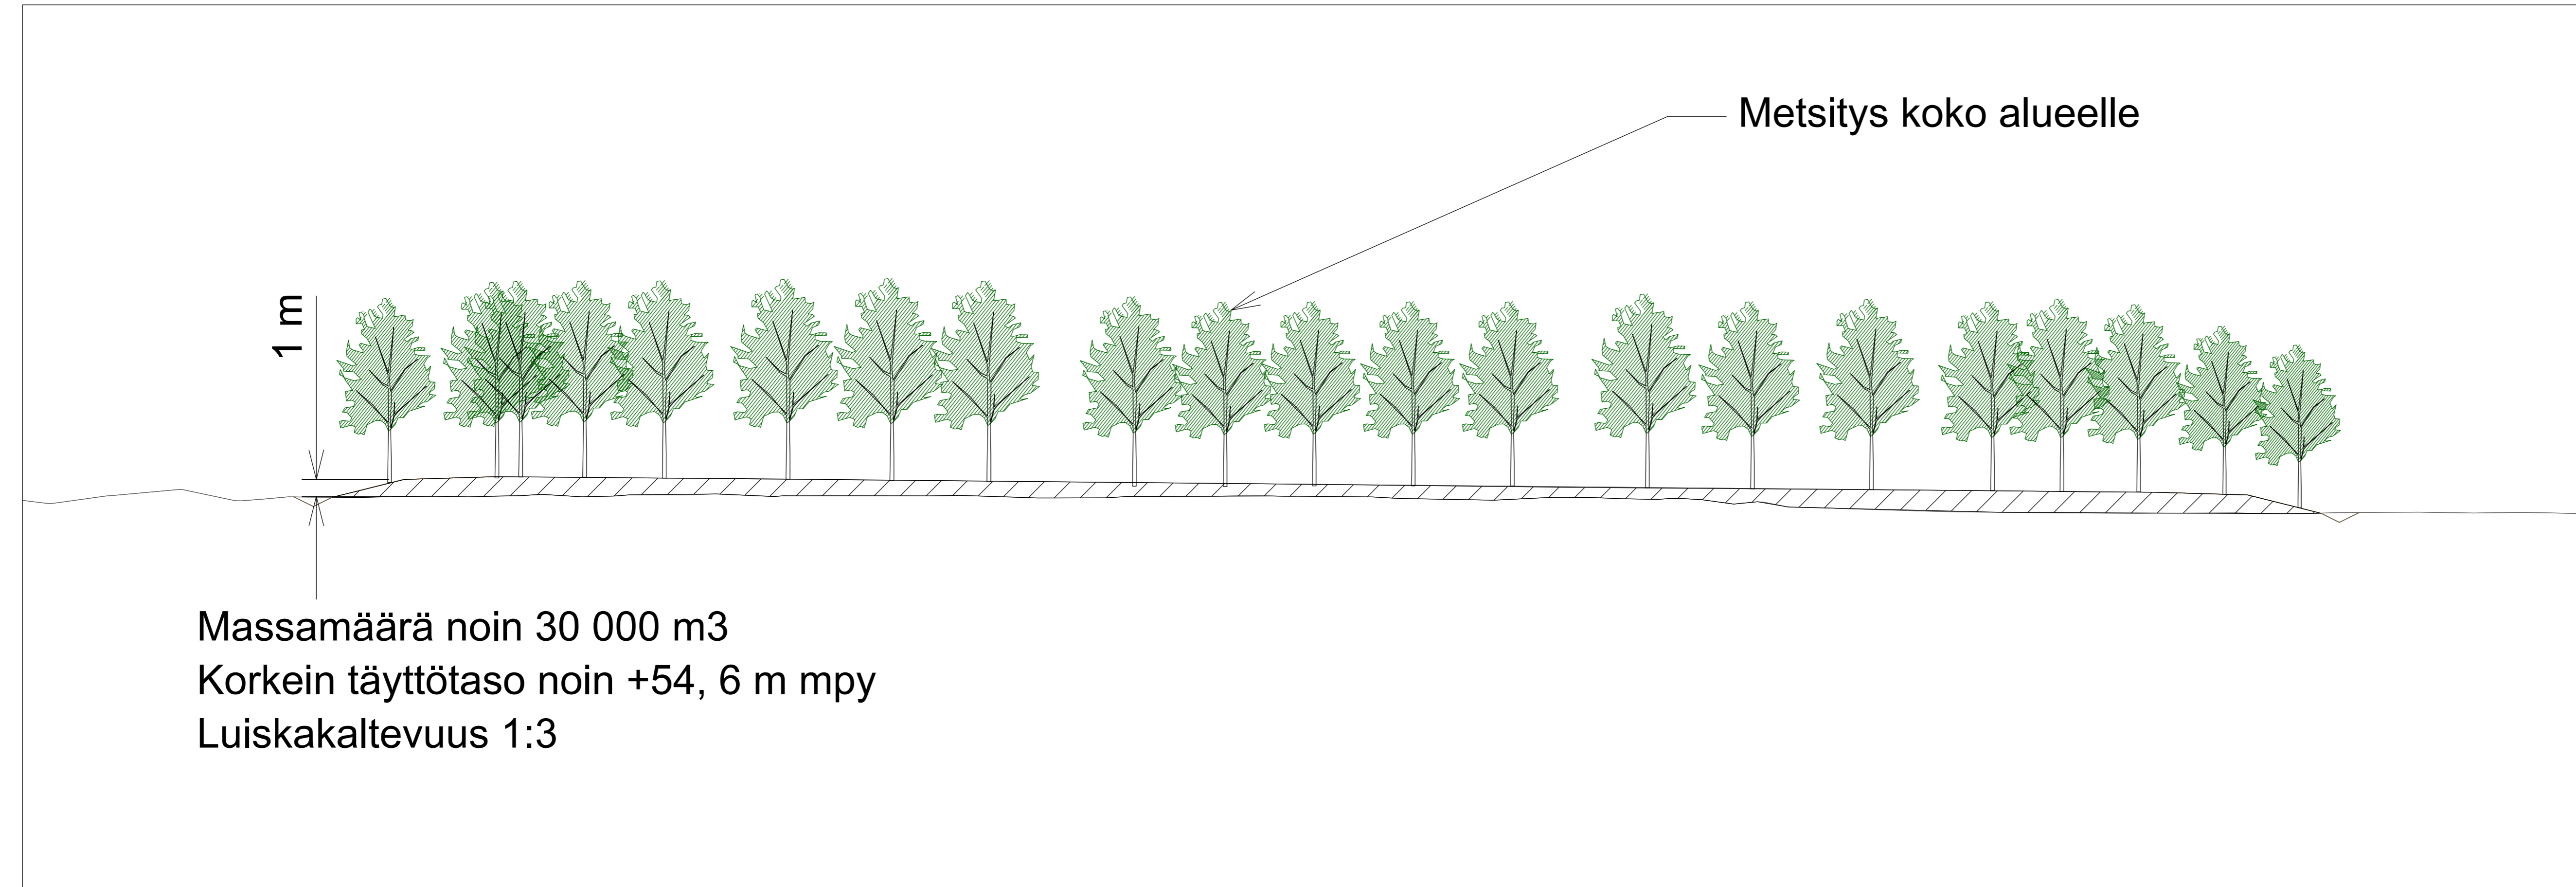 Metsitys koko alueelle
1 m
Massamäärä noin 30 000 m3
Korkein täyttötaso noin +54, 6 m mpy
Luiskakaltevuus 1:3